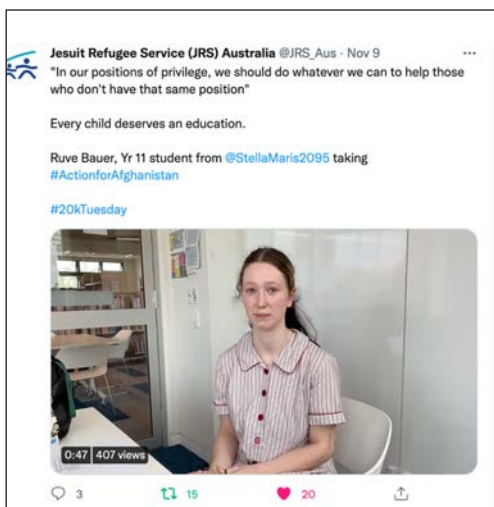 Jesuit Refugee Service (JRS) Australia @JRS_Aus · Nov 9 ···
"In our positions of privilege, we should do whatever we can to help those
who don't have that same position"
Every child deserves an education.
Ruve Bauer, Yr 11 student from @StellaMaris2095 taking
#ActionforAfghanistan
#20kTuesday
0:47 407 views
3 15 20